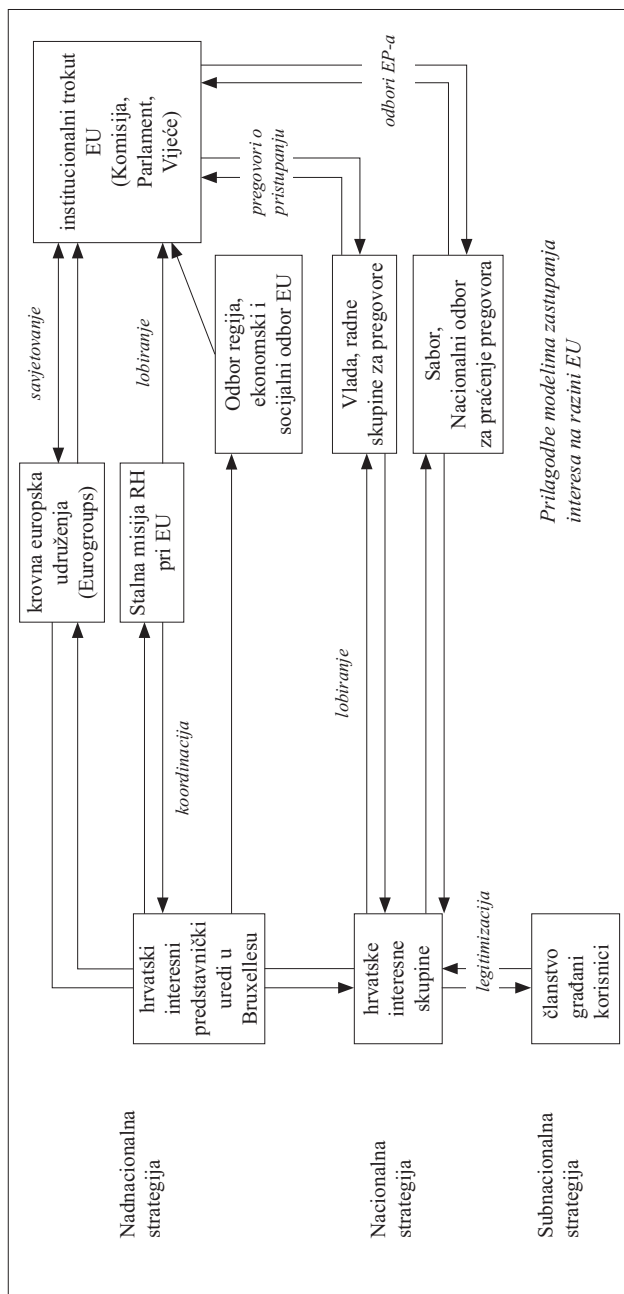 Nadnacionalna
strategija
Nacionalna
strategija
Subnacionalna
strategija
hrvatski
interesni
predstavnički
uredi u
Bruxellesu
hrvatske
interesne
skupine
legitimizacija
članstvo
građani
korisnici
koordinacija
lobiranje
krovna europska
udruženja
(Eurogroups)
Stalna misija RH
pri EU
savjetovanje
lobiranje
Odbor regija,
ekonomski i
socijalni odbor EU
Vlada, radne
skupine za pregovore
Sabor,
Nacionalni odbor
za praćenje pregovora
institucionalni trokut
EU
(Komisija,
Parlament,
Vijeće)
pregovori o
pristupanju
odbori EP-a
Prilagodbe modelima zastupanja
interesa na razini EU